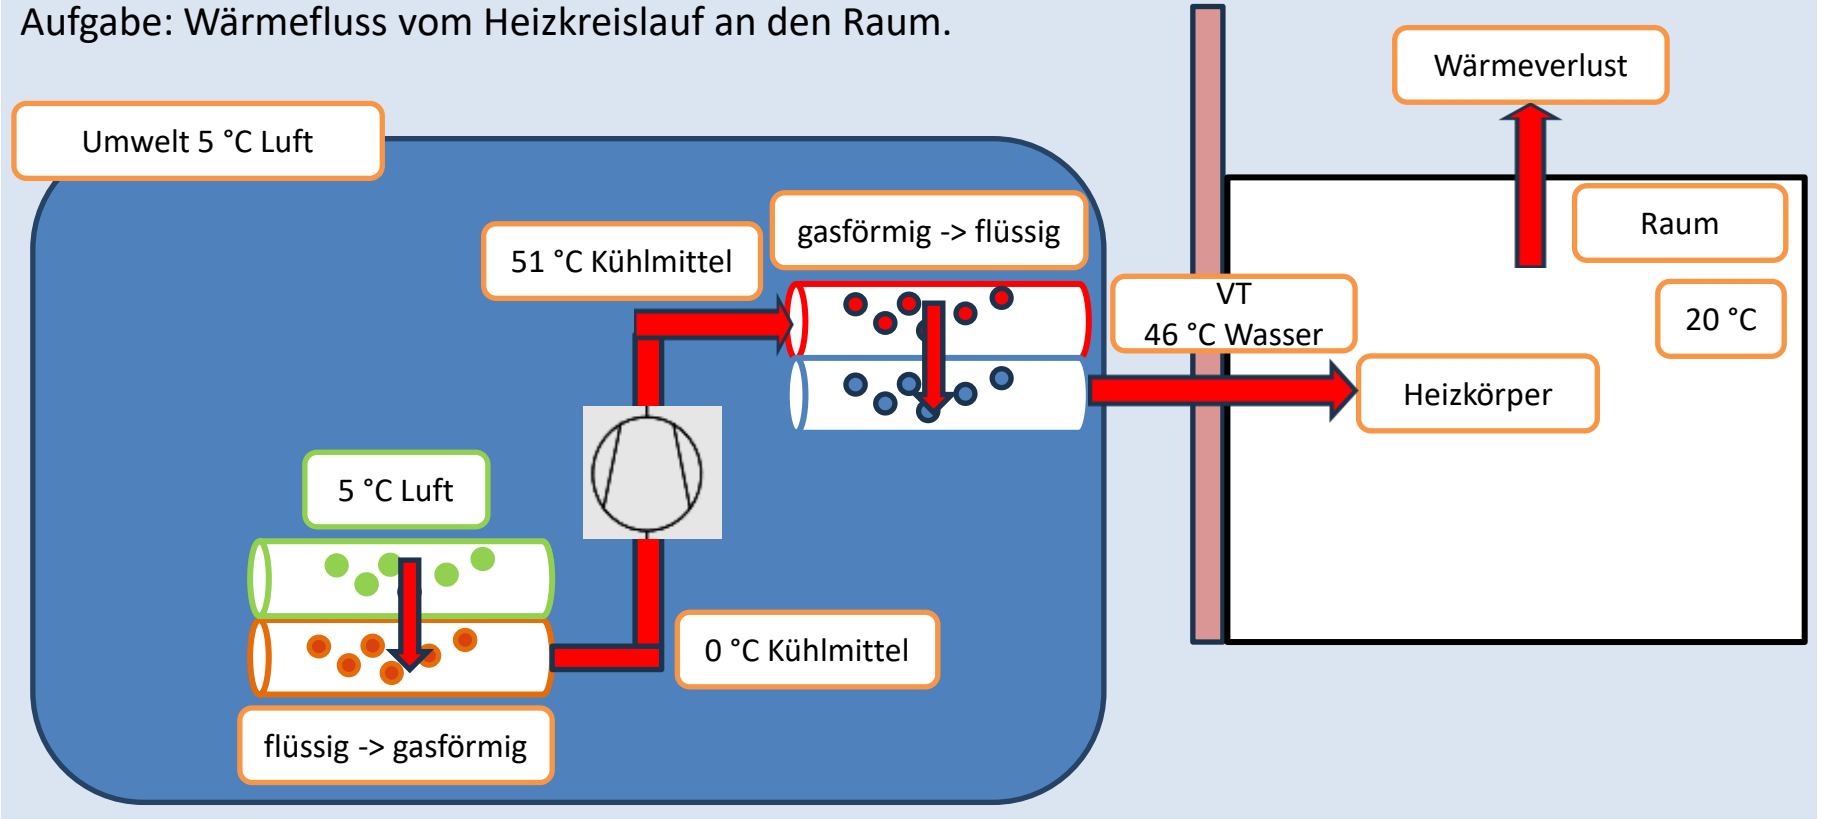 Aufgabe: Wärmefluss vom Heizkreislauf an den Raum.
Wärmeverlust
Umwelt 5 °C Luft
Raum
gasförmig -> flüssig
51 °C Kühlmittel
VT
46 °C Wasser
20 °C
Heizkörper
5 °C Luft
0 °C Kühlmittel
flüssig -> gasförmig